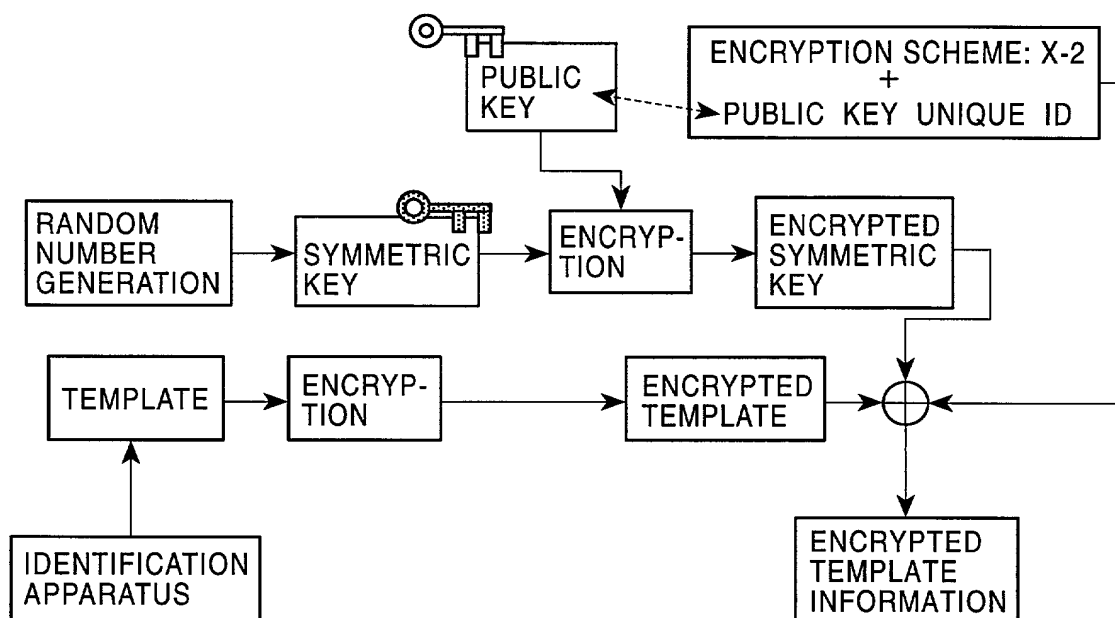 PUBLIC
KEY
ENCRYPTION SCHEME: X-2
+
PUBLIC KEY UNIQUE ID
RANDOM
NUMBER
GENERATION
SYMMETRIC
KEY
ENCRYP-
TION
ENCRYPTED
SYMMETRIC
KEY
TEMPLATE
ENCRYP-
TION
ENCRYPTED
TEMPLATE
IDENTIFICATION
APPARATUS
ENCRYPTED
TEMPLATE
INFORMATION